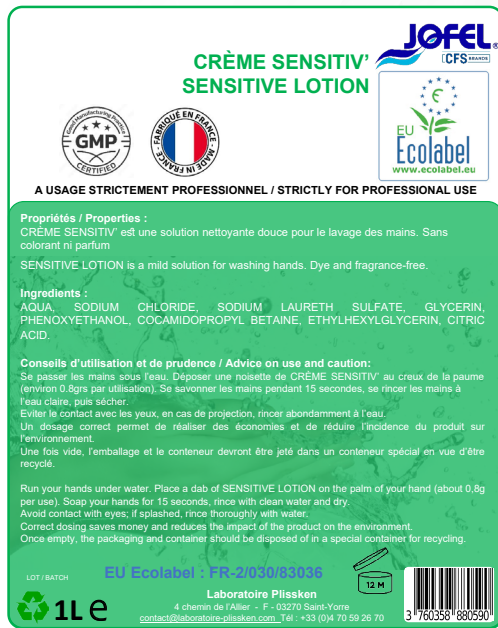 JOFEL®
CFS BRANDE
CRÈME SENSITIV’
SENSITIVE LOTION
Good Manufacturing Practice
GMP
CERTIFIED
FABRIQUÉ EN FRANCE
MADE IN FRANCE
EU
Ecolabel
www.ecolabel.eu
A USAGE STRICTEMENT PROFESSIONNEL / STRICTLY FOR PROFESSIONAL USE
Propriétés / Properties :
CRÈME SENSITIV’ est une solution nettoyante douce pour le lavage des mains. Sans
colorant ni parfum
SENSITIVE LOTION is a mild solution for washing hands. Dye and fragrance-free.
Ingredients :
AQUA, SODIUM CHLORIDE, SODIUM LAURETH SULFATE, GLYCERIN,
PHENOXYETHANOL, COCAMIDOPROPYL BETAINE, ETHYLHEXYLGLYCERIN, CITRIC
ACID.
Conseils d’utilisation et de prudence / Advice on use and caution:
Se passer les mains sous l’eau. Déposer une noisette de CRÈME SENSITIV’ au creux de la paume
(environ 0.8grs par utilisation). Se savonner les mains pendant 15 secondes, se rincer les mains à
l’eau claire, puis sécher.
Eviter le contact avec les yeux, en cas de projection, rincer abondamment à l’eau.
Un dosage correct permet de réaliser des économies et de réduire l’incidence du produit sur
l’environnement.
Une fois vide, l’emballage et le conteneur devront être jeté dans un conteneur spécial en vue d’être
recyclé.
Run your hands under water. Place a dab of SENSITIVE LOTION on the palm of your hand (about 0,8g
per use). Soap your hands for 15 seconds, rince with clean water and dry.
Avoid contact with eyes; if splashed, rince thoroughly with water.
Correct dosing saves money and reduces the impact of the product on the environment.
Once empty, the packaging and container should be disposed of in a special container for recycling.
LOT / BATCH
EU Ecolabel : FR-2/030/83036
12 M
1L e
Laboratoire Plissken
4 chemin de l’Allier - F - 03270 Saint-Yorre
contact@laboratoire-plissken.com Tél : +33 (0)4 70 59 26 70
3 760358 880590